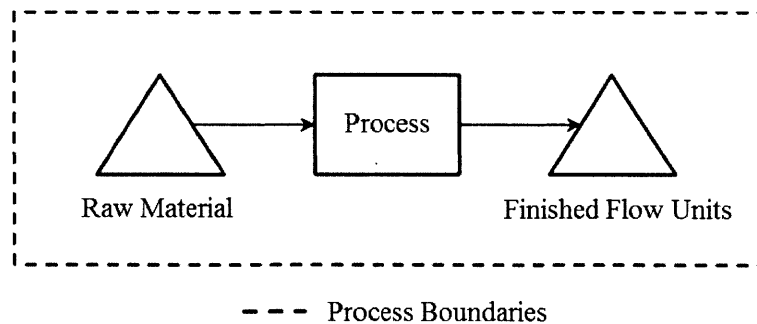 Process
Raw Material
Finished Flow Units
Process Boundaries